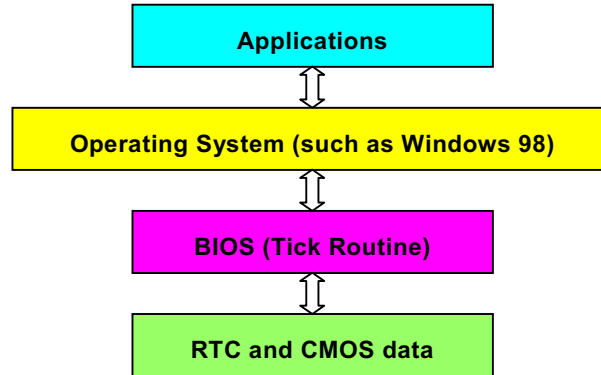 Applications
Operating System (such as Windows 98)
BIOS (Tick Routine)
RTC and CMOS data